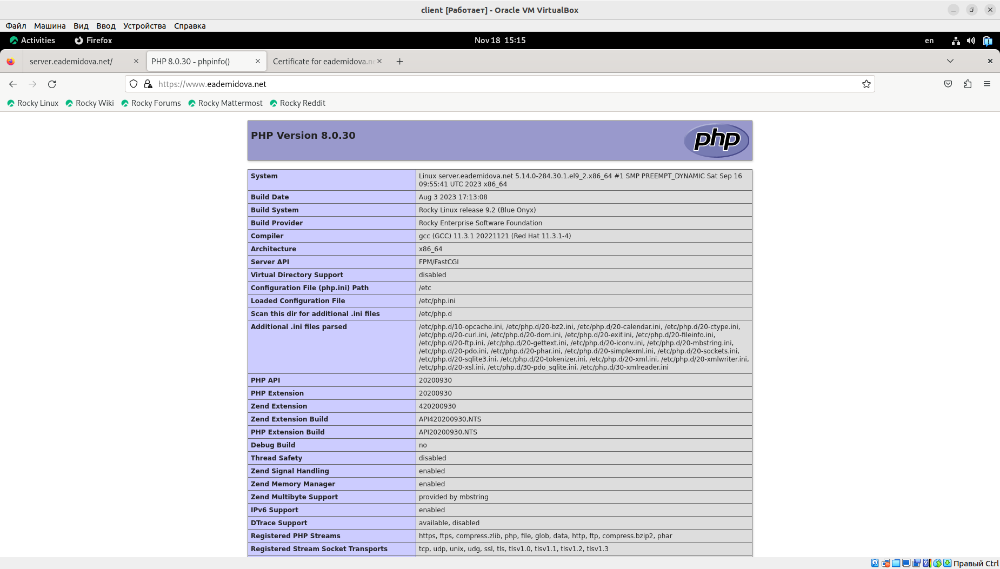 client [Работает] - Oracle VM VirtualBox
Файл Машина Вид Ввод Устройства Справка
Activities Firefox Nov 18 15:15 en
server.eademidova.net/ PHP 8.0.30 - phpinfo() Certificate for eademidova.ne
https://www.eademidova.net
Rocky Linux Rocky Wiki Rocky Forums Rocky Mattermost Rocky Reddit
PHP Version 8.0.30
php
System Linux server.eademidova.net 5.14.0-284.30.1.el9_2.x86_64 #1 SMP PREEMPT_DYNAMIC Sat Sep 16
09:55:41 UTC 2023 x86_64
Build Date Aug 3 2023 17:13:08
Build System Rocky Linux release 9.2 (Blue Onyx)
Build Provider Rocky Enterprise Software Foundation
Compiler gcc (GCC) 11.3.1 20221121 (Red Hat 11.3.1-4)
Architecture x86_64
Server API FPM/FastCGI
Virtual Directory Support disabled
Configuration File (php.ini) Path /etc
Loaded Configuration File /etc/php.ini
Scan this dir for additional .ini files /etc/php.d
Additional .ini files parsed /etc/php.d/10-opcache.ini, /etc/php.d/20-bz2.ini, /etc/php.d/20-calendar.ini, /etc/php.d/20-ctype.ini,
/etc/php.d/20-curl.ini, /etc/php.d/20-dom.ini, /etc/php.d/20-exif.ini, /etc/php.d/20-fileinfo.ini,
/etc/php.d/20-ftp.ini, /etc/php.d/20-gettext.ini, /etc/php.d/20-iconv.ini, /etc/php.d/20-mbstring.ini,
/etc/php.d/20-pdo.ini, /etc/php.d/20-phar.ini, /etc/php.d/20-simplexml.ini, /etc/php.d/20-sockets.ini,
/etc/php.d/20-sqlite3.ini, /etc/php.d/20-tokenizer.ini, /etc/php.d/20-xml.ini, /etc/php.d/20-xmlwriter.ini,
/etc/php.d/20-xsl.ini, /etc/php.d/30-pdo_sqlite.ini, /etc/php.d/30-xmlreader.ini
PHP API 20200930
PHP Extension 20200930
Zend Extension 420200930
Zend Extension Build API420200930,NTS
PHP Extension Build API20200930,NTS
Debug Build no
Thread Safety disabled
Zend Signal Handling enabled
Zend Memory Manager enabled
Zend Multibyte Support provided by mbstring
IPv6 Support enabled
DTrace Support available, disabled
Registered PHP Streams https, ftps, compress.zlib, php, file, glob, data, http, ftp, compress.bzip2, phar
Registered Stream Socket Transports tcp, udp, unix, udg, ssl, tls, tlsv1.0, tlsv1.1, tlsv1.2, tlsv1.3
Правый Ctrl